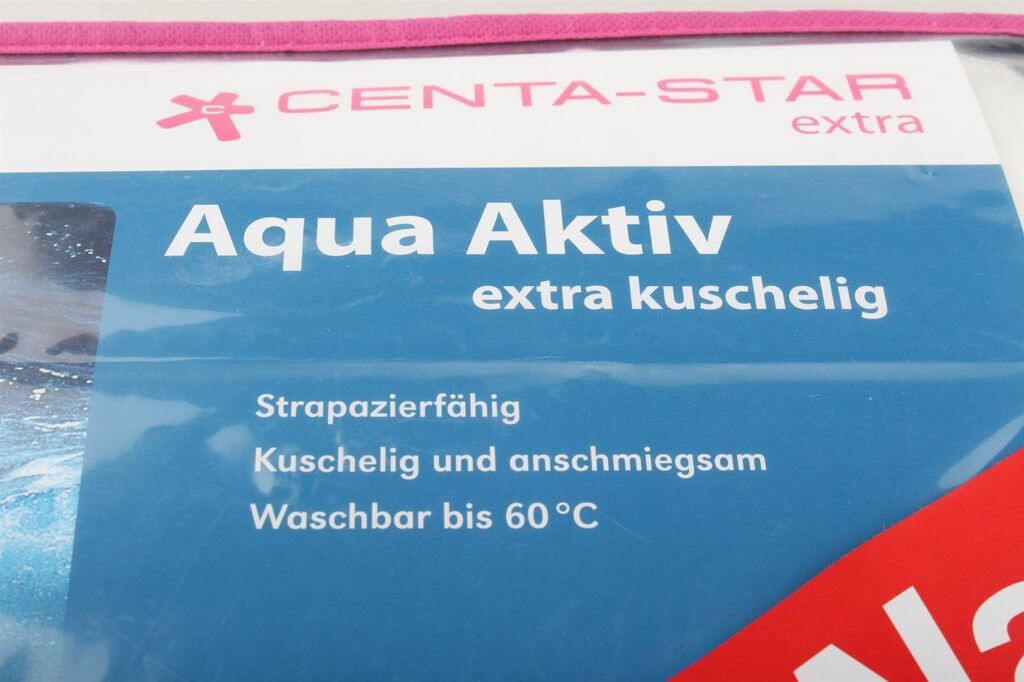 CENTA-STAR
extra
Aqua Aktiv
extra kuschelig
Strapazierfähig
Kuschelig und anschmiegsam
Waschbar bis 60 °C